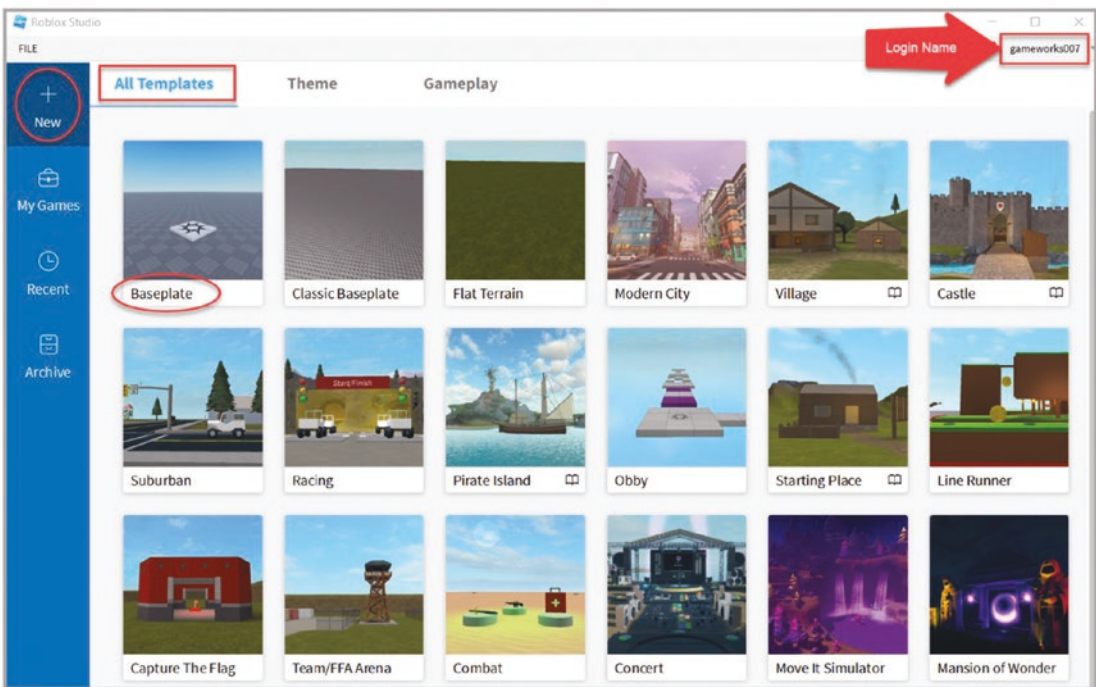 Roblox Studio
FILE
Login Name
gameworks007
New
My Games
Recent
Archive
All Templates Theme Gameplay
Baseplate Classic Baseplate Flat Terrain Modern City Village Castle
Start/Finish
Suburban Racing Pirate Island Obby Starting Place Line Runner
Capture The Flag Team/FFA Arena Combat Concert Move It Simulator Mansion of Wonder